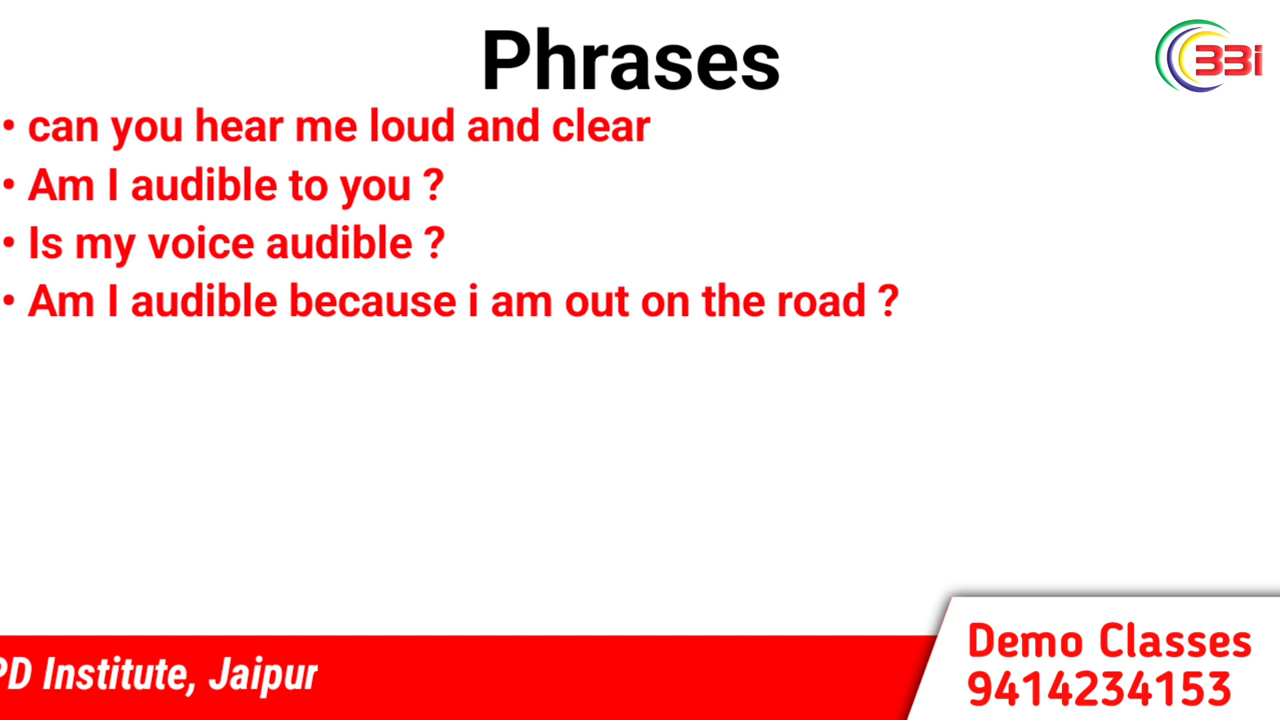 Phrases
33i
• can you hear me loud and clear
• Am I audible to you ?
• Is my voice audible ?
• Am I audible because i am out on the road ?
PD Institute, Jaipur
Demo Classes
9414234153